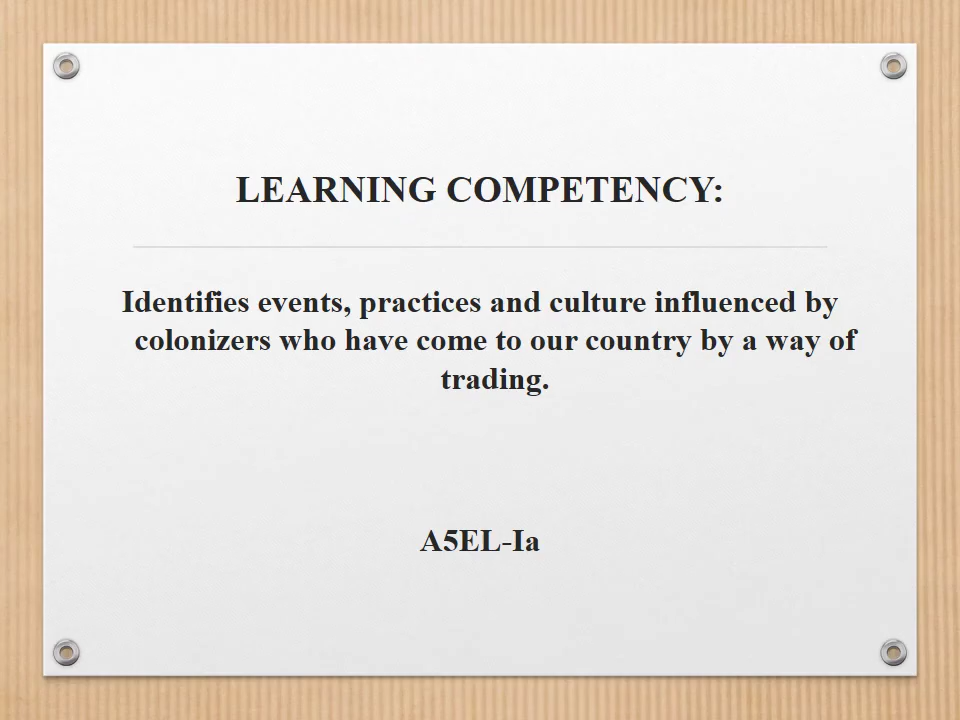 LEARNING COMPETENCY:
Identifies events, practices and culture influenced by
colonizers who have come to our country by a way of
trading.
A5EL-Ia